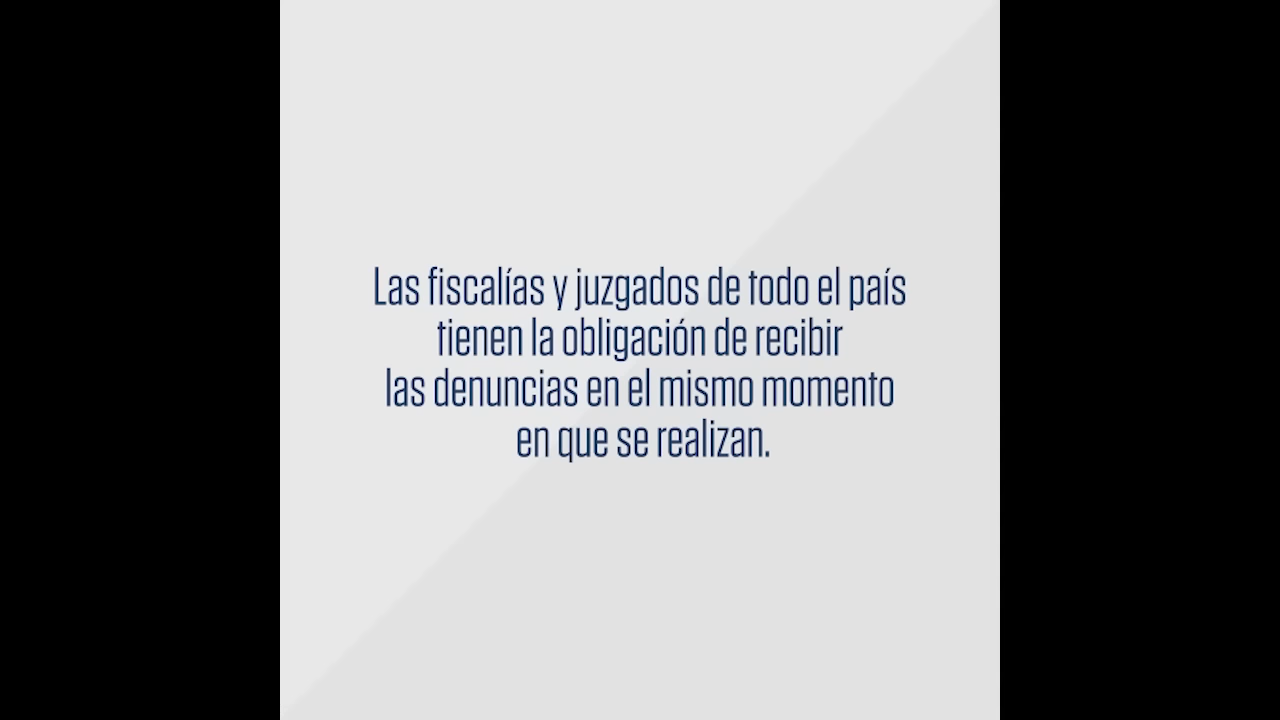 Las fiscalías y juzgados de todo el país
tienen la obligación de recibir
las denuncias en el mismo momento
en que se realizan.